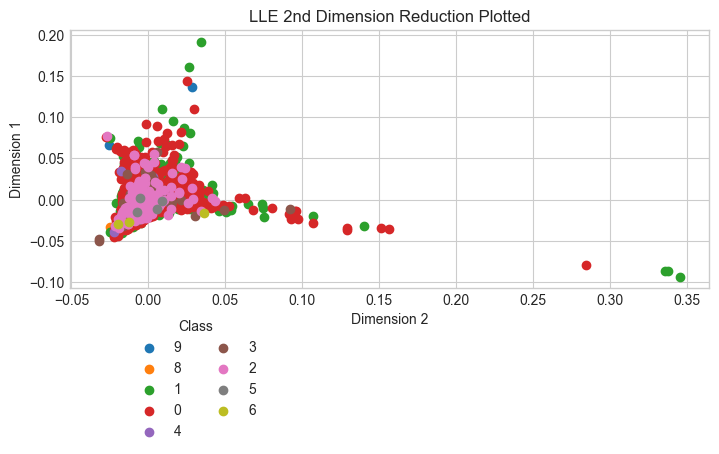 LLE 2nd Dimension Reduction Plotted
Dimension 1
0.20
0.15
0.10
0.05
0.00
−0.05
−0.10
−0.05 0.00 0.05 0.10 0.15 0.20 0.25 0.30 0.35
Dimension 2
Class
9 3
8 2
1 5
0 6
4